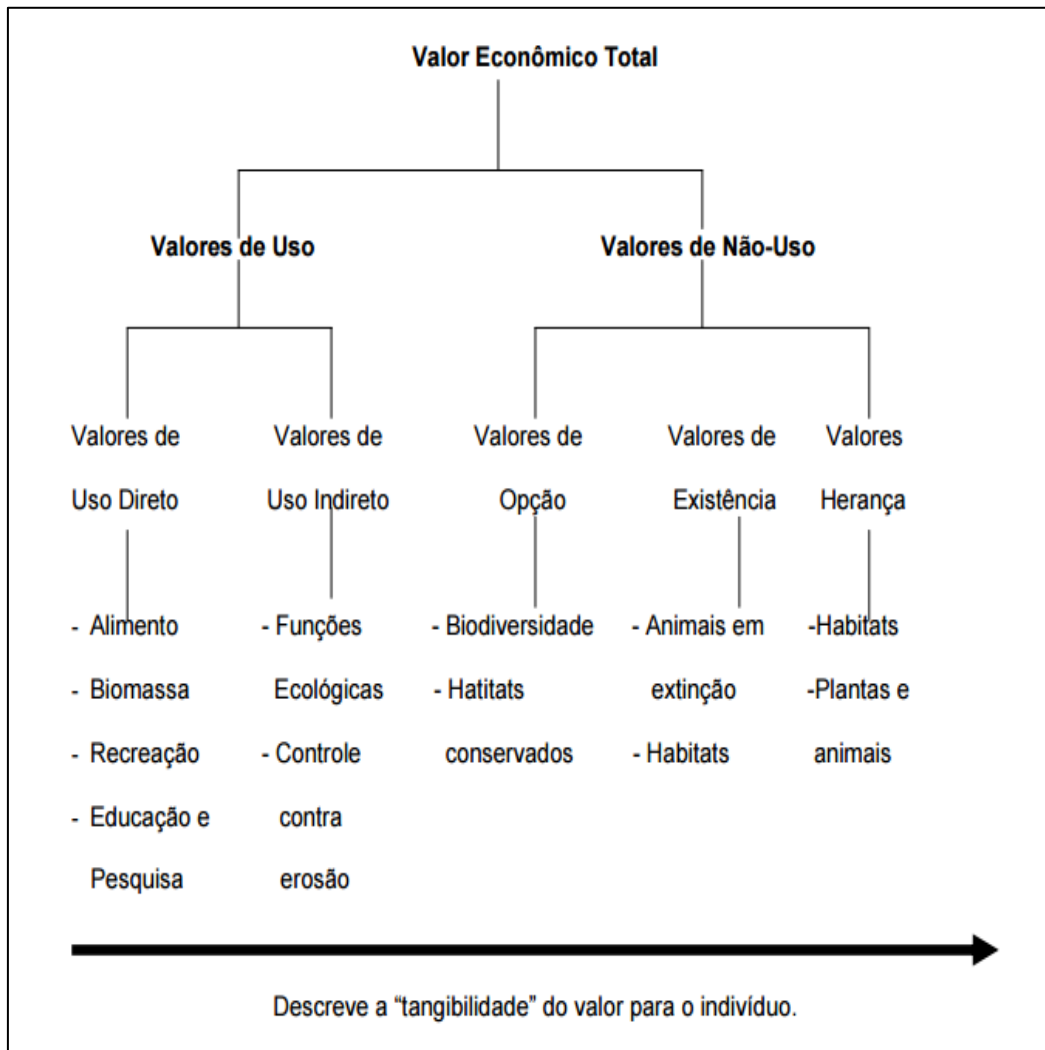 Valor Econômico Total
Valores de Uso
Valores de Não-Uso
Valores de
Uso Direto
Valores de
Uso Indireto
Valores de
Opção
Valores de
Existência
Valores
Herança
- Alimento
- Biomassa
- Recreação
- Educação e
Pesquisa
- Funções
Ecológicas
- Controle
contra
erosão
- Biodiversidade
- Hatitats
conservados
- Animais em
extinção
- Habitats
-Habitats
-Plantas e
animais
Descreve a “tangibilidade” do valor para o indivíduo.